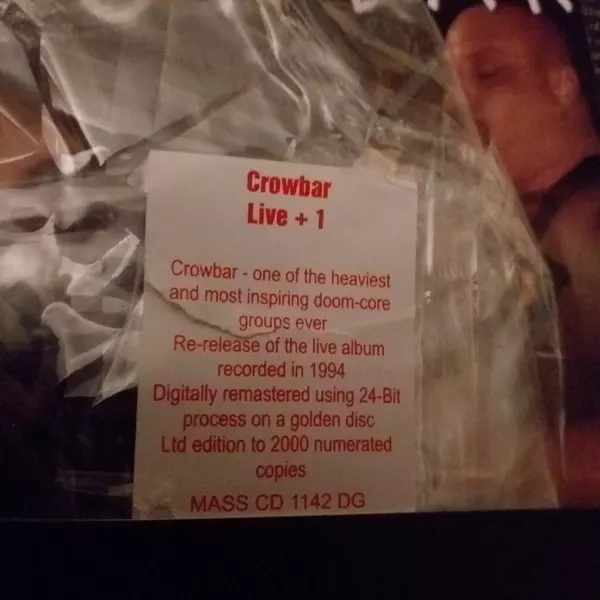 Crowbar
Live + 1
Crowbar - one of the heaviest
and most inspiring doom-core
groups ever
Re-release of the live album
recorded in 1994
Digitally remastered using 24-Bit
process on a golden disc
Ltd edition to 2000 numerated
copies
MASS CD 1142 DG